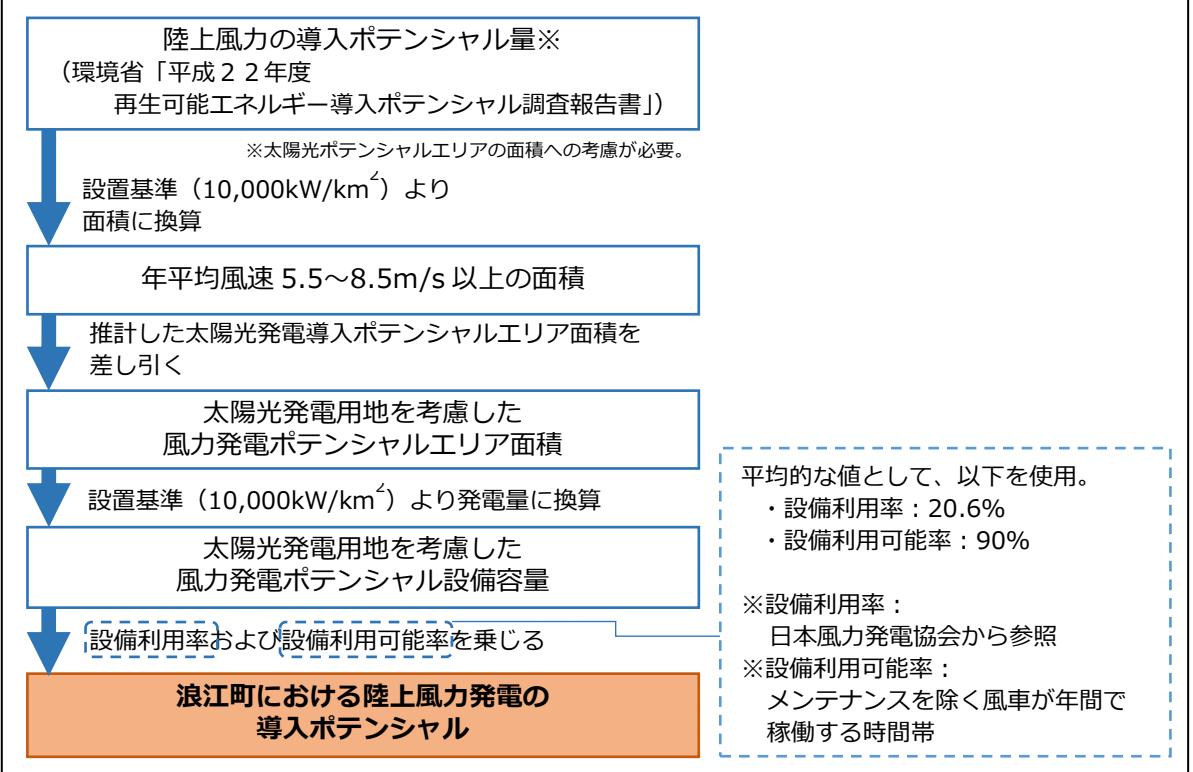 陸上風力の導入ポテンシャル量※
（環境省「平成２２年度
再生可能エネルギー導入ポテンシャル調査報告書」）
※太陽光ポテンシャルエリアの面積への考慮が必要。
設置基準（10,000kW/km²）より
面積に換算
年平均風速 5.5～8.5m/s 以上の面積
推計した太陽光発電導入ポテンシャルエリア面積を
差し引く
太陽光発電用地を考慮した
風力発電ポテンシャルエリア面積
設置基準（10,000kW/km²）より発電量に換算
太陽光発電用地を考慮した
風力発電ポテンシャル設備容量
設備利用率および設備利用可能率を乗じる
浪江町における陸上風力発電の
導入ポテンシャル
平均的な値として、以下を使用。
・設備利用率：20.6%
・設備利用可能率：90%
※設備利用率：
日本風力発電協会から参照
※設備利用可能率：
メンテナンスを除く風車が年間で
稼働する時間帯